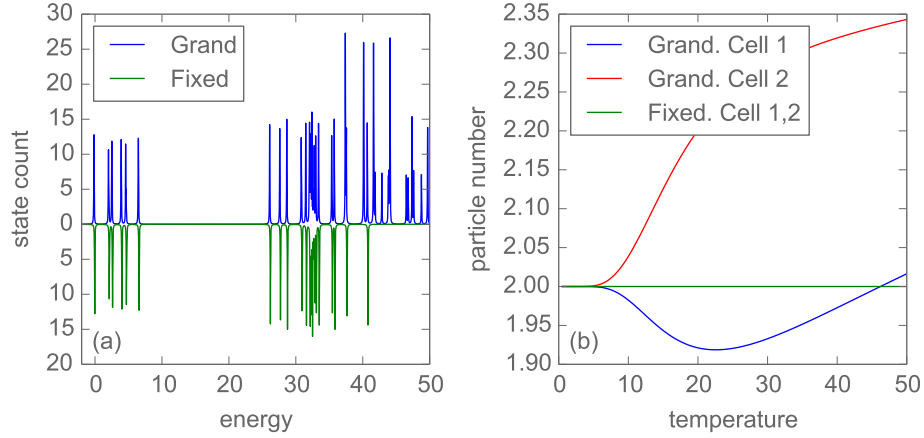 30
25
20
15
10
5
0
5
10
15
20
state count
Grand
Fixed
(a)
0 10 20 30 40 50
energy
2.35
2.30
2.25
2.20
2.15
2.10
2.05
2.00
1.95
1.90
particle number
Grand. Cell 1
Grand. Cell 2
Fixed. Cell 1,2
(b)
0 10 20 30 40 50
temperature